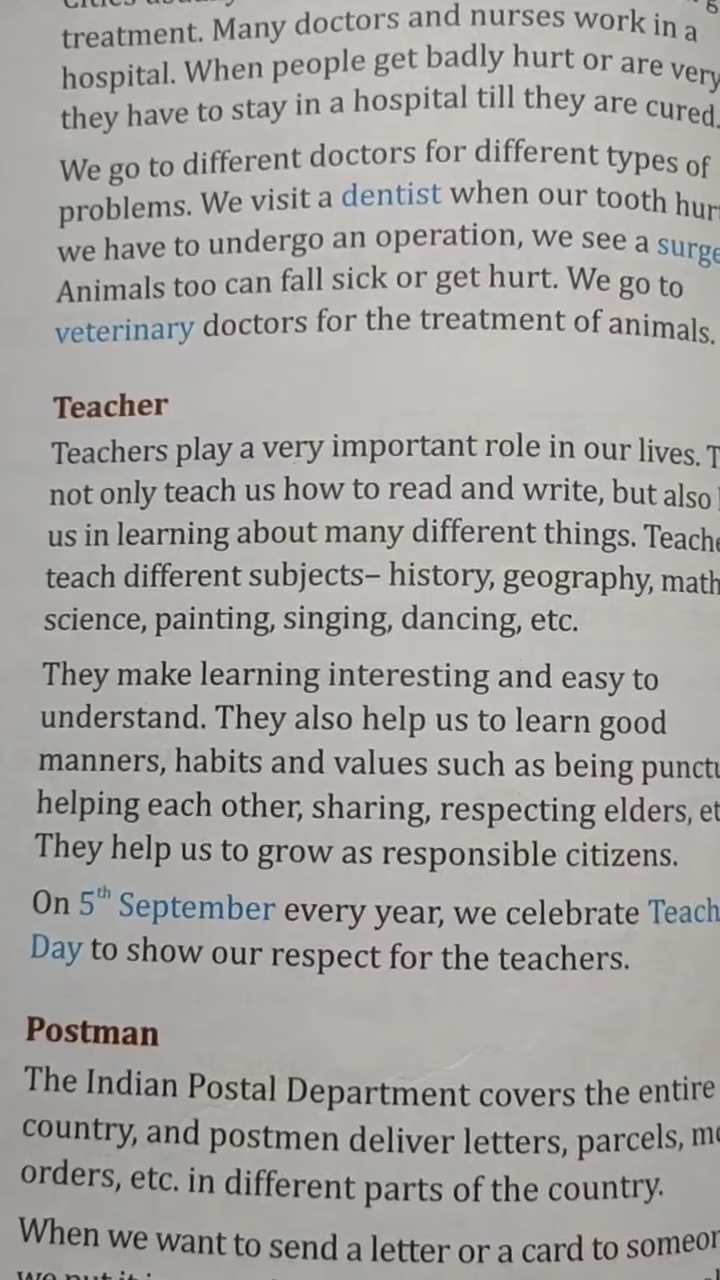 treatment. Many doctors and nurses work in a
hospital. When people get badly hurt or are very
they have to stay in a hospital till they are cured.
We go to different doctors for different types of
problems. We visit a dentist when our tooth
we have to undergo an operation, we see a
Animals too can fall sick or get hurt. We go to
veterinary doctors for the treatment of animals.
Teacher
Teachers play a very important role in our lives.
not only teach us how to read and write, but also
us in learning about many different things.
teach different subjects– history, geography,
science, painting, singing, dancing, etc.
They make learning interesting and easy to
understand. They also help us to learn good
manners, habits and values such as being
helping each other, sharing, respecting elders,
They help us to grow as responsible citizens.
On 5th September every year, we celebrate
Day to show our respect for the teachers.
Postman
The Indian Postal Department covers the entire
country, and postmen deliver letters, parcels,
orders, etc. in different parts of the country.
When we want to send a letter or a card to